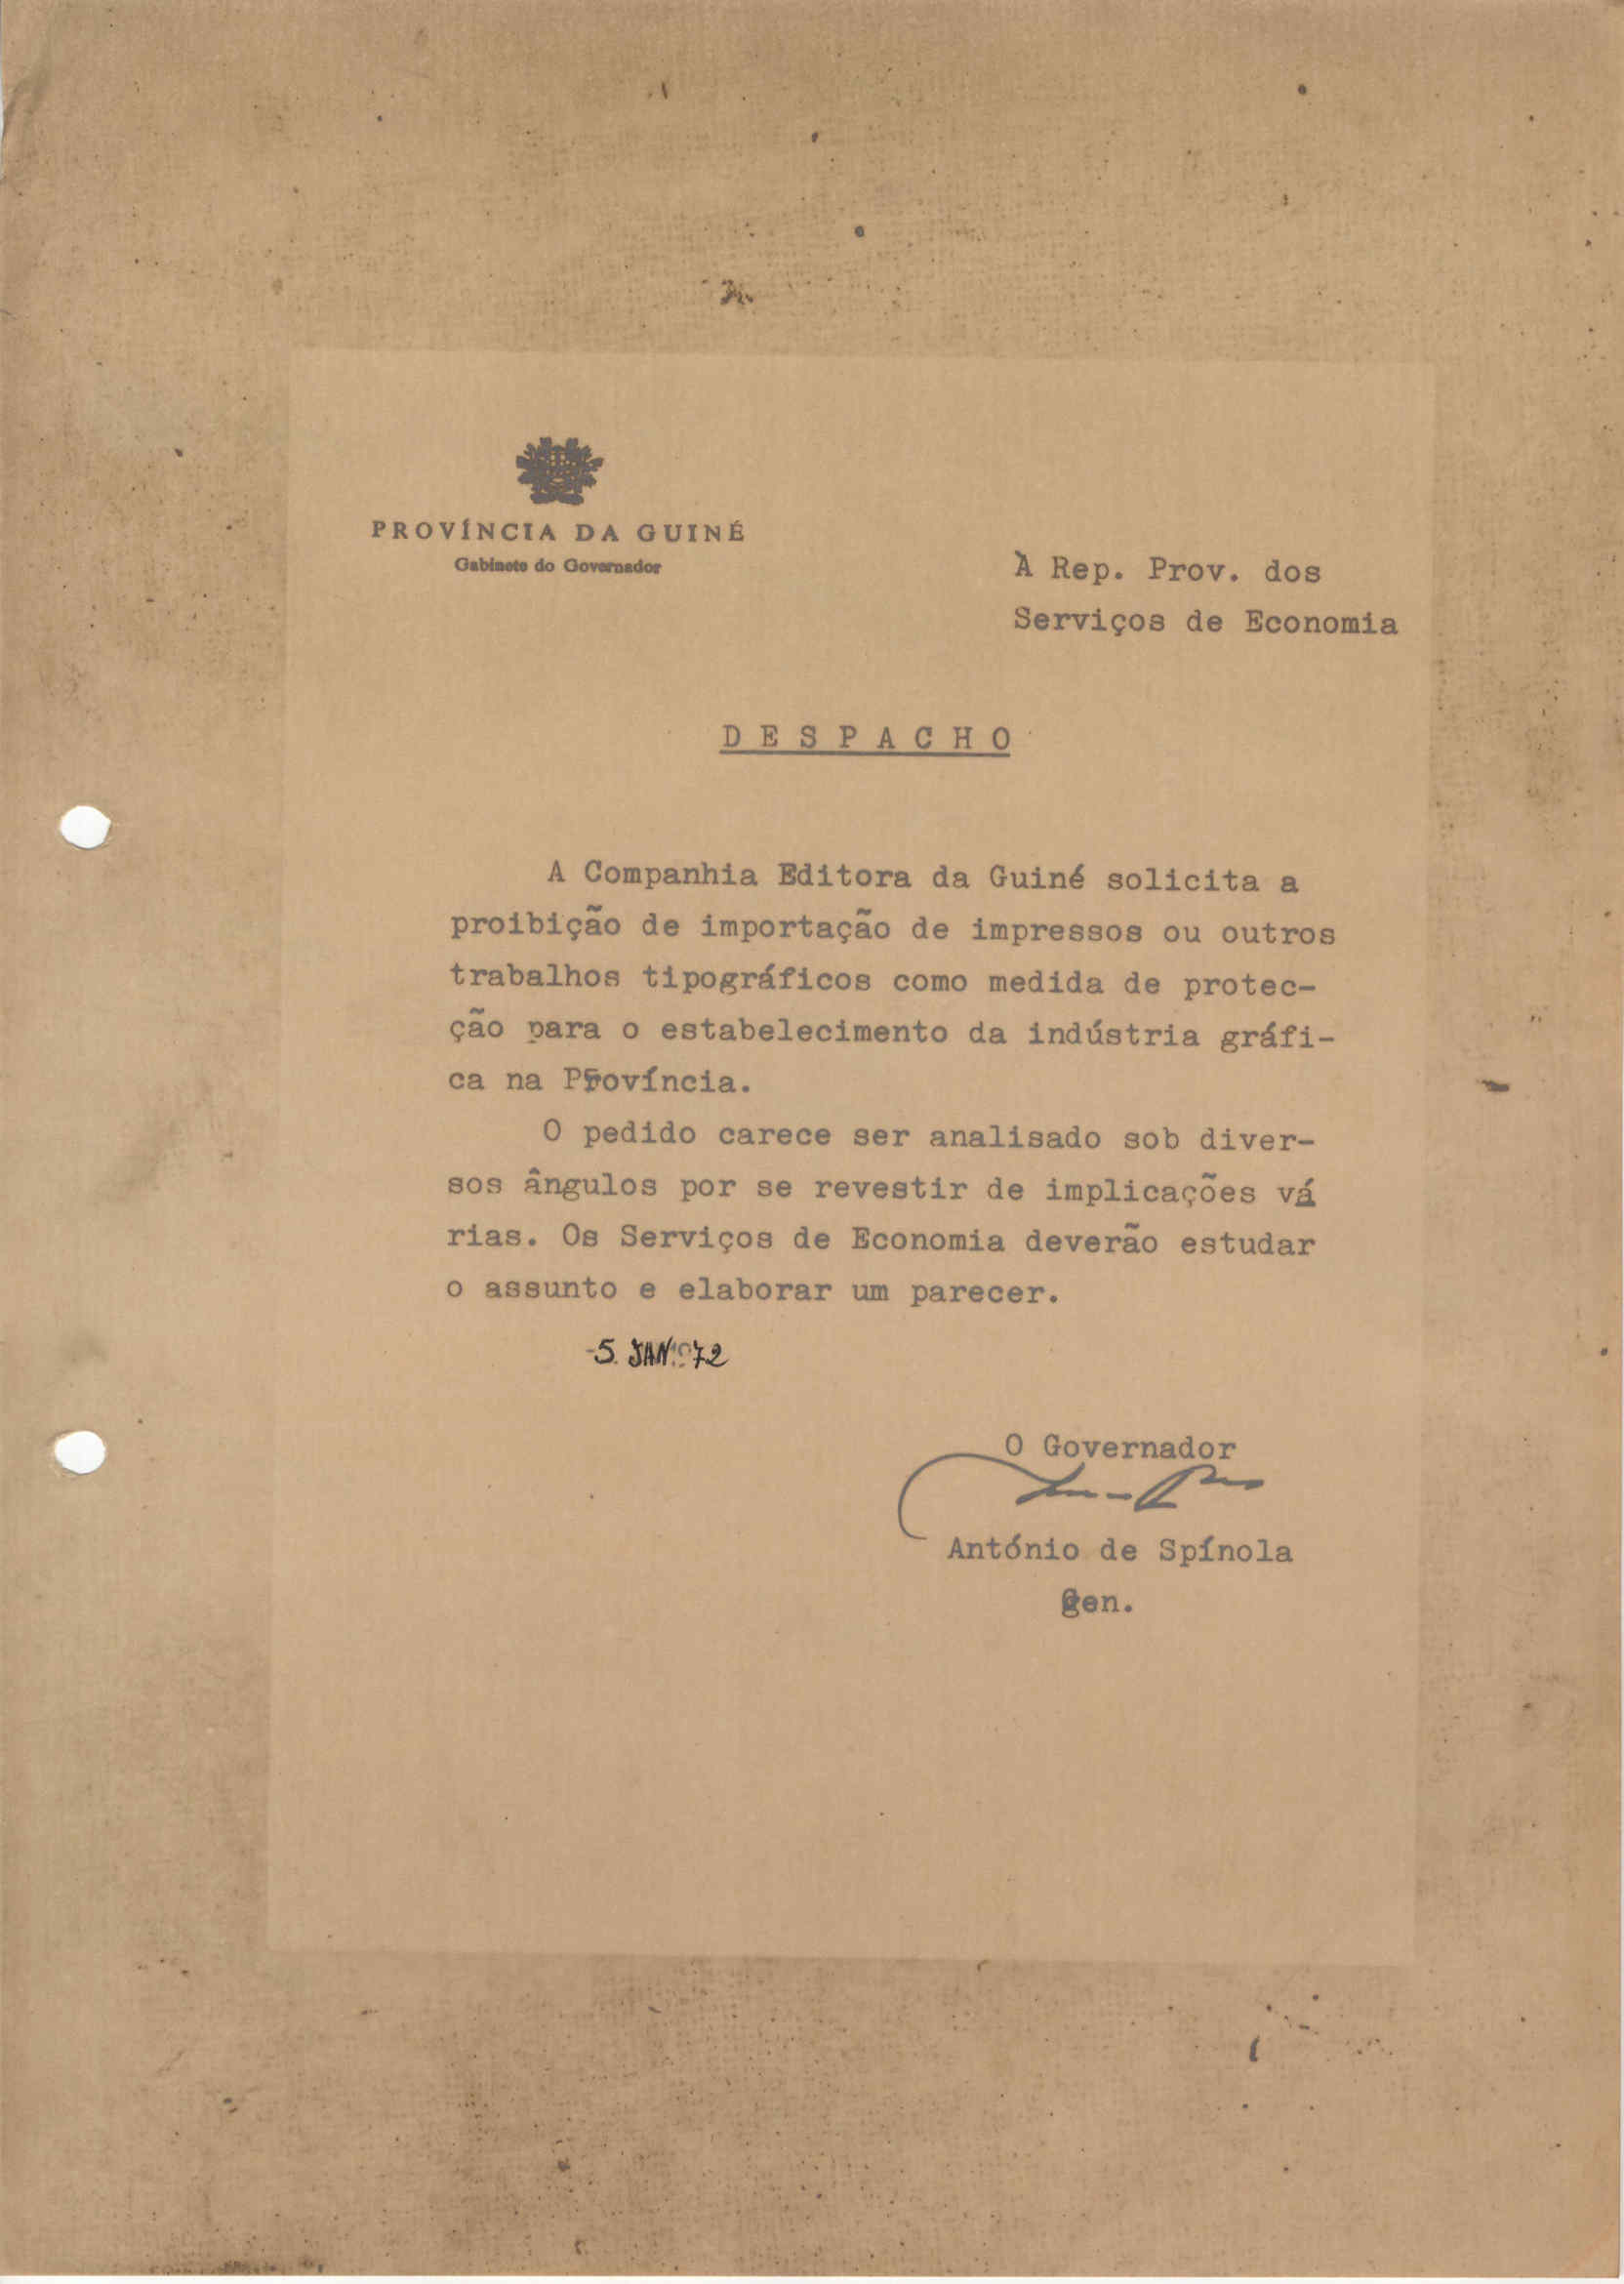 PROVÍNCIA DA GUINÉ
Gabinete do Governador
À Rep. Prov. dos
Serviços de Economia
D E S P A C H O
A Companhia Editora da Guiné solicita a
proibição de importação de impressos ou outros
trabalhos tipográficos como medida de protec-
ção para o estabelecimento da indústria gráfi-
ca na Província.
O pedido carece ser analisado sob diver-
sos ângulos por se revestir de implicações vá
rias. Os Serviços de Economia deverão estudar
o assunto e elaborar um parecer.
-5. JAN. 72
O Governador
António de Spínola
Gen.